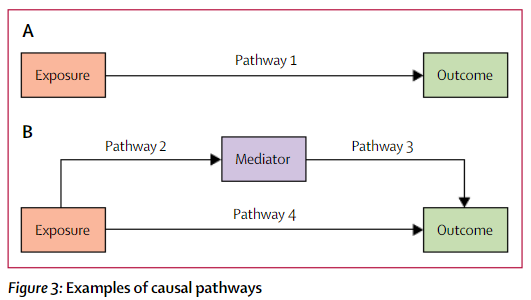 A
Pathway 1
Exposure
Outcome
B
Pathway 2
Mediator
Pathway 3
Pathway 4
Exposure
Outcome
Figure 3: Examples of causal pathways